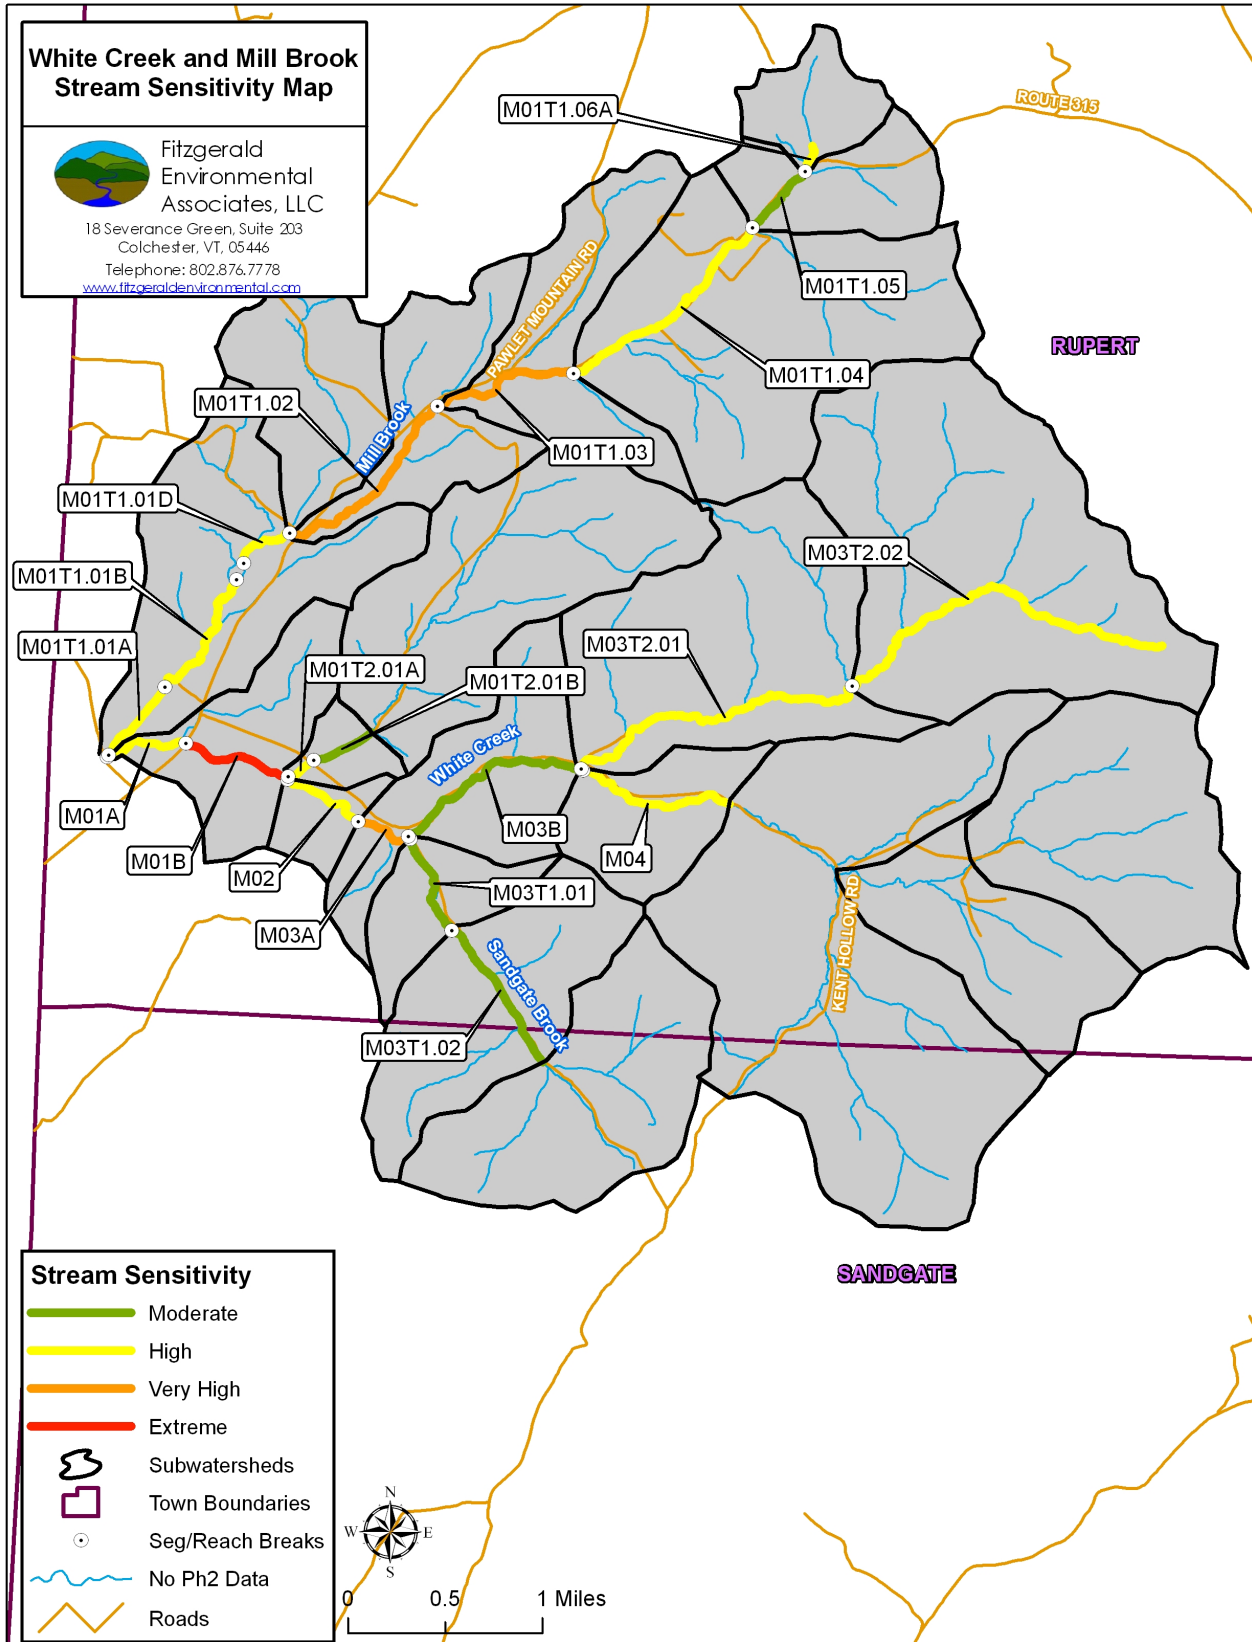 White Creek and Mill Brook
Stream Sensitivity Map
Fitzgerald
Environmental
Associates, LLC
18 Severance Green, Suite 203
Colchester, VT, 05446
Telephone: 802.876.7778
www.fitzgeraldenvironmental.com
M01T1.06A
ROUTE 315
PAWLET MOUNTAIN RD
M01T1.05
RUPERT
M01T1.04
M01T1.02
Mill Brook
M01T1.03
M01T1.01D
M03T2.02
M01T1.01B
M01T1.01A
M01T2.01A
M03T2.01
M01T2.01B
White Creek
M01A
M03B
M01B
M04
M02
M03T1.01
M03A
KENT HOLLOW RD
Sandgate Brook
M03T1.02
SANDGATE
Stream Sensitivity
Moderate
High
Very High
Extreme
Subwatersheds
Town Boundaries
Seg/Reach Breaks
No Ph2 Data
Roads
N
W E
S
0 0.5 1 Miles